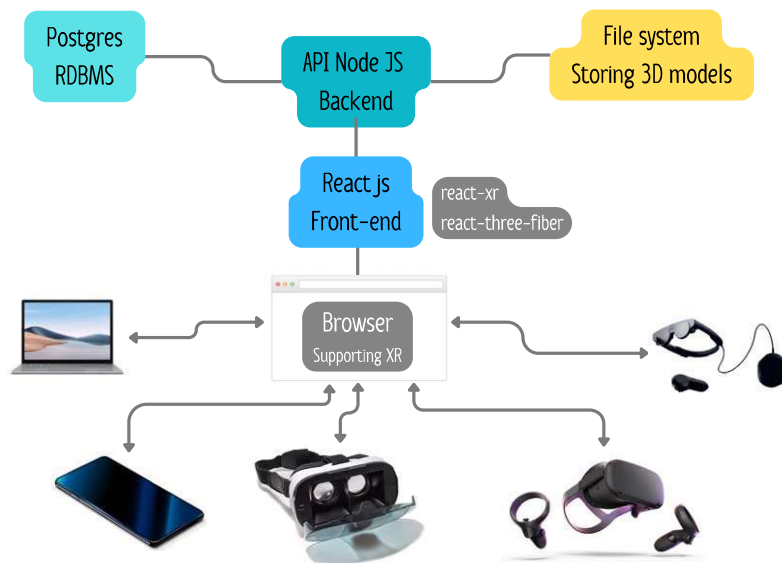 Postgres
RDBMS
API Node JS
Backend
File system
Storing 3D models
React js
Front-end
react-xr
react-three-fiber
Browser
Supporting XR